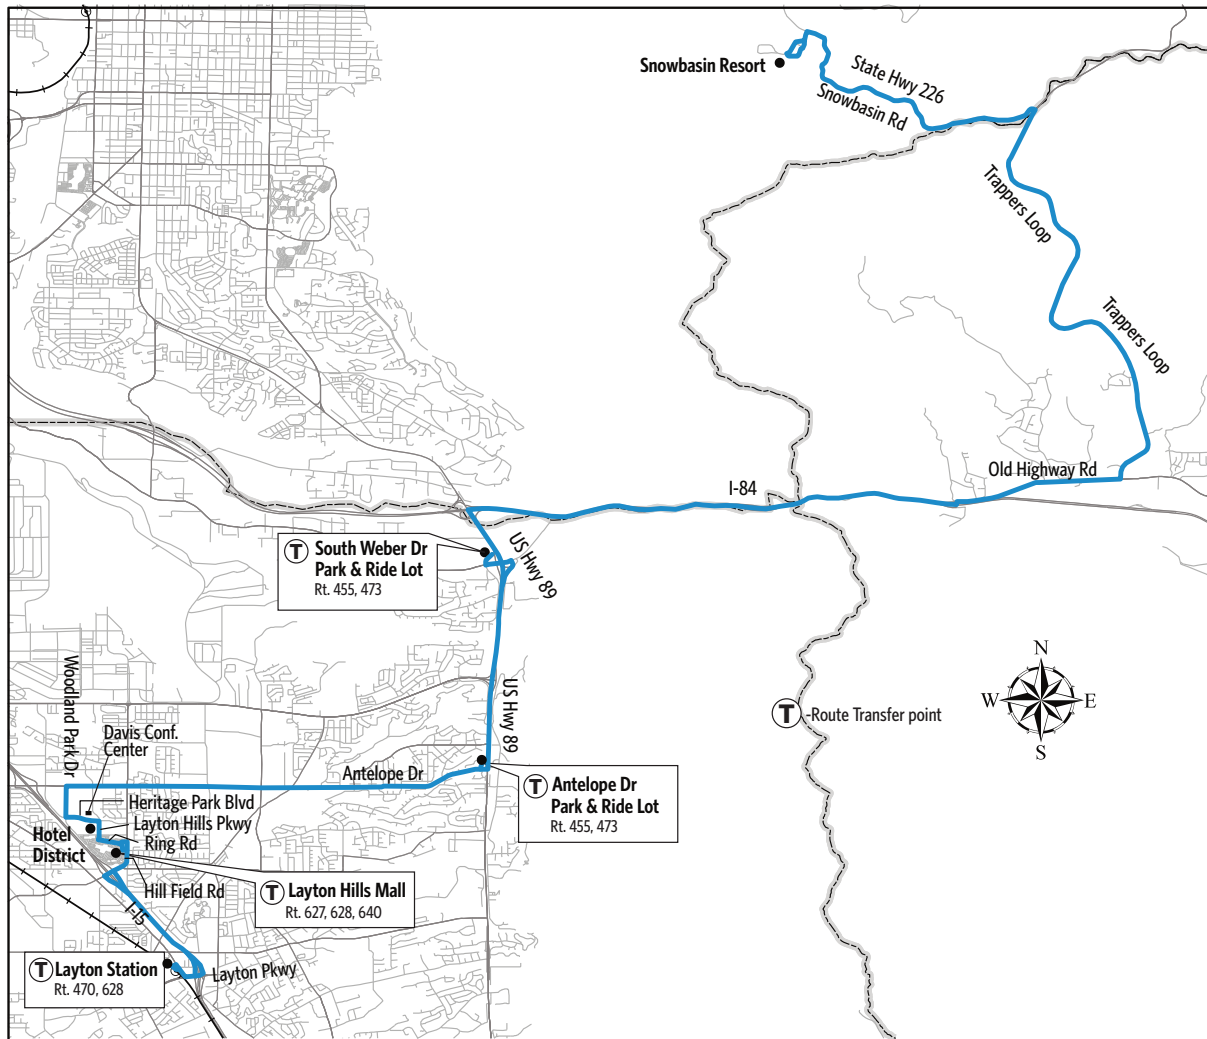 Snowbasin Resort
State Hwy 226
Snowbasin Rd
Trappers Loop
Trappers Loop
Old Highway Rd
I-84
US Hwy 89
T South Weber Dr
Park & Ride Lot
Rt. 455, 473
US Hwy 89
Woodland Park Dr
Davis Conf.
Center
Antelope Dr
T Antelope Dr
Park & Ride Lot
Rt. 455, 473
T -Route Transfer point
N
W E
S
Heritage Park Blvd
Layton Hills Pkwy
Ring Rd
Hotel
District
Hill Field Rd
T Layton Hills Mall
Rt. 627, 628, 640
I-15
T Layton Station
Rt. 470, 628
Layton Pkwy